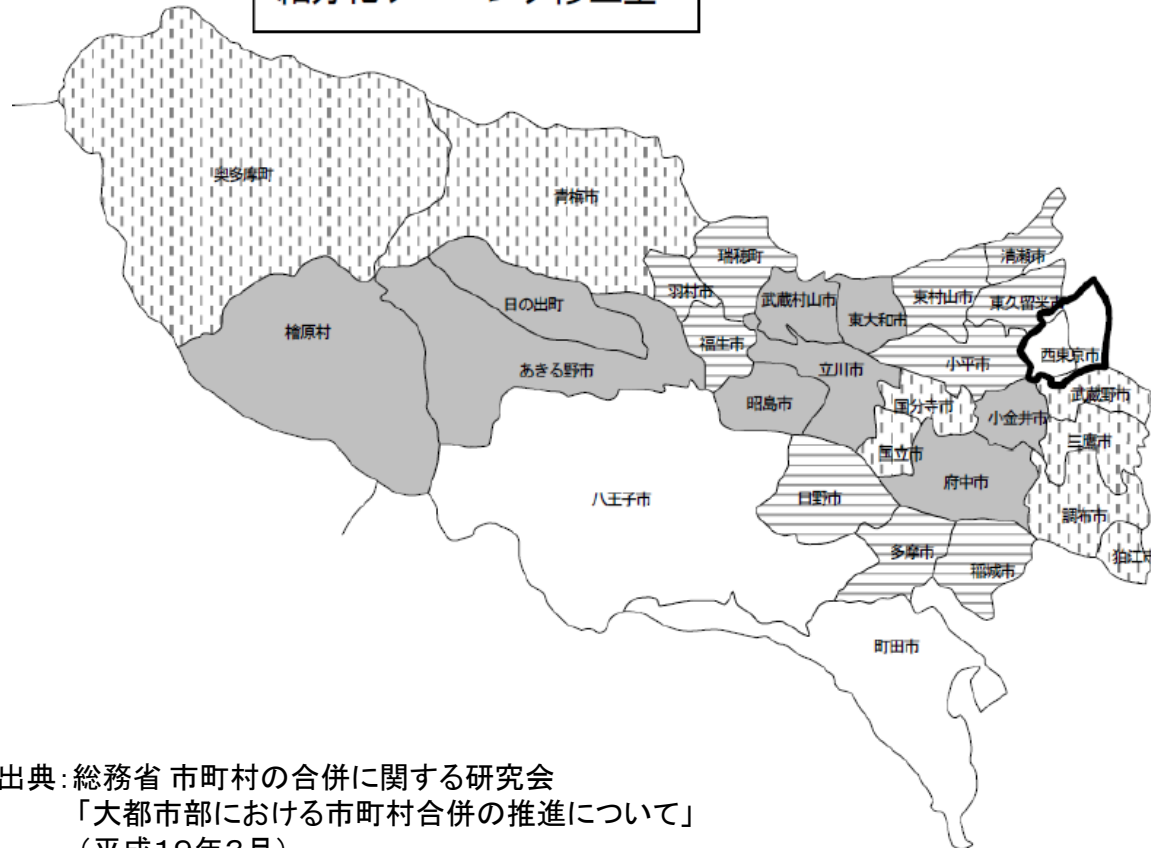 奥多摩町
青梅市
瑞穂町
清瀬市
羽村市
日の出町
武蔵村山市
東村山市
東久留米市
檜原村
東大和市
福生市
西東京市
あきる野市
立川市
小平市
昭島市
国分寺市
小金井市
武蔵野市
三鷹市
国立市
八王子市
日野市
府中市
調布市
多摩市
狛江市
稲城市
町田市
出典：総務省 市町村の合併に関する研究会
「大都市部における市町村合併の推進について」
（平成19年3月）